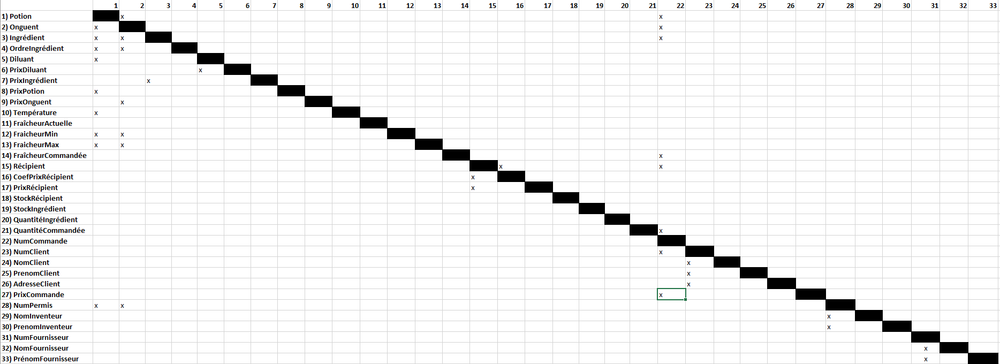 1 2 3 4 5 6 7 8 9 10 11 12 13 14 15 16 17 18 19 20 21 22 23 24 25 26 27 28 29 30 31 32 33
1) Potion x x
2) Onguent x x
3) Ingrédient x x x
4) OrdreIngrédient x x
5) Diluant x
6) PrixDiluant x
7) PrixIngrédient x
8) PrixPotion x
9) PrixOnguent x
10) Température x
11) FraîcheurActuelle
12) FraicheurMin x x
13) FraicheurMax x x
14) FraîcheurCommandée x
15) Récipient x x
16) CoefPrixRécipient x
17) PrixRécipient x
18) StockRécipient
19) StockIngrédient
20) QuantitéIngrédient
21) QuantitéCommandée x
22) NumCommande
23) NumClient x
24) NomClient x
25) PrenomClient x
26) AdresseClient x
27) PrixCommande x
28) NumPermis x x
29) NomInventeur x
30) PrenomInventeur x
31) NumFournisseur
32) NomFournisseur x
33) PrénomFournisseur x